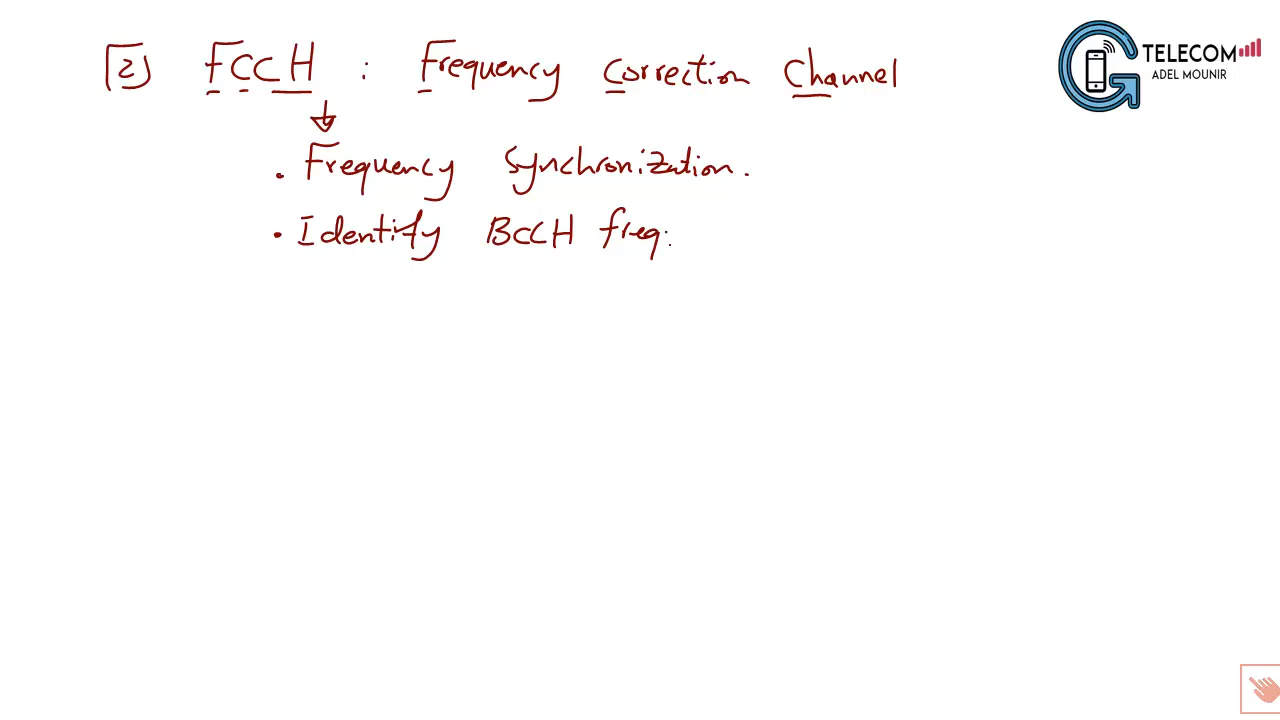 [2] FCCH : Frequency Correction Channel
• Frequency Synchronization.
• Identify BCCH freq.
G TELECOM
ADEL MOUNIR